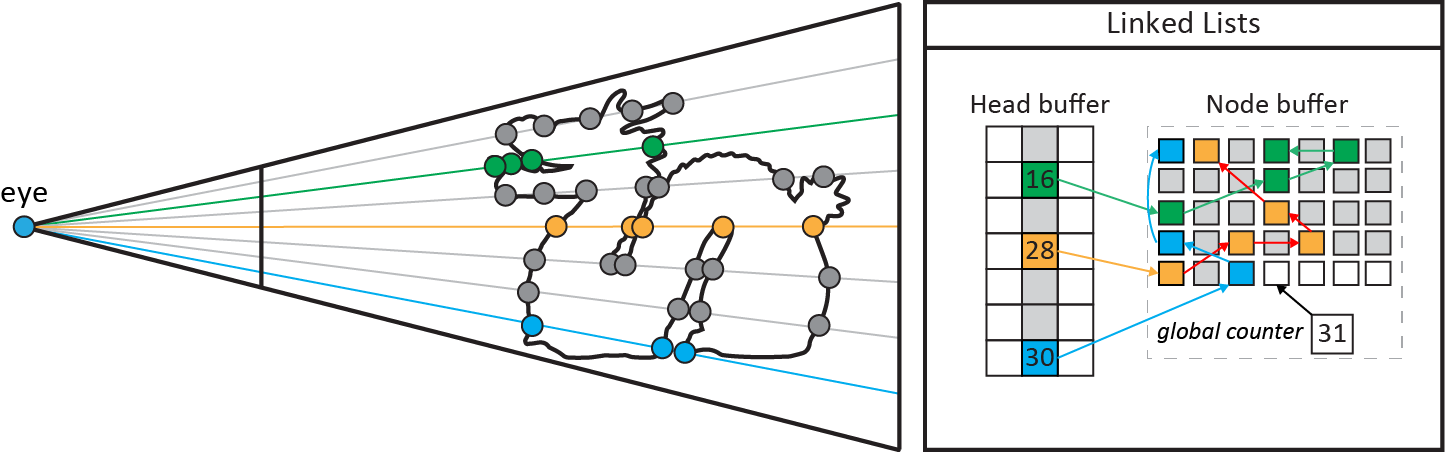 eye
Linked Lists
Head buffer
Node buffer
16
28
30
global counter 31